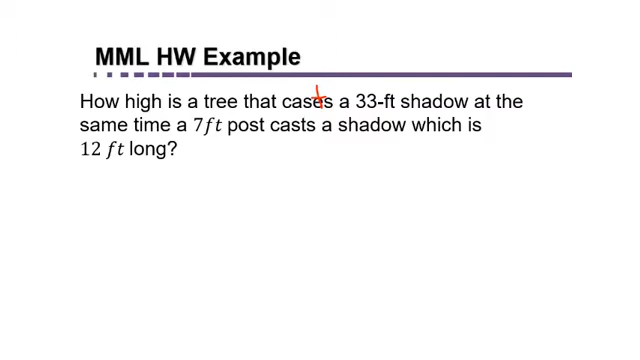 MML HW Example
How high is a tree that castes a 33-ft shadow at the
same time a 7ft post casts a shadow which is
12 ft long?